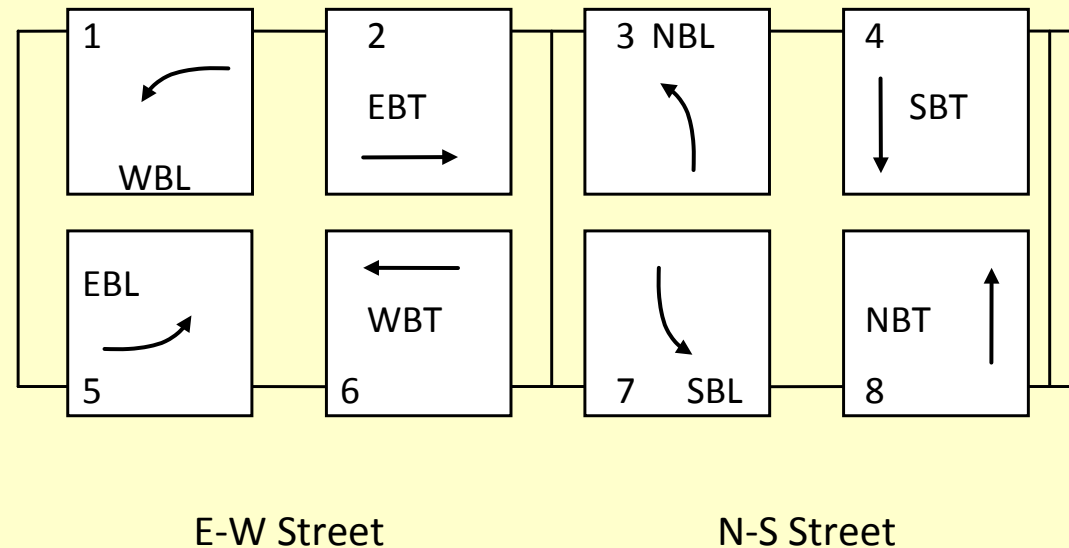 1
WBL
2
EBT
3 NBL
4
SBT
EBL
5
WBT
6
7 SBL
NBT
8
E-W Street
N-S Street